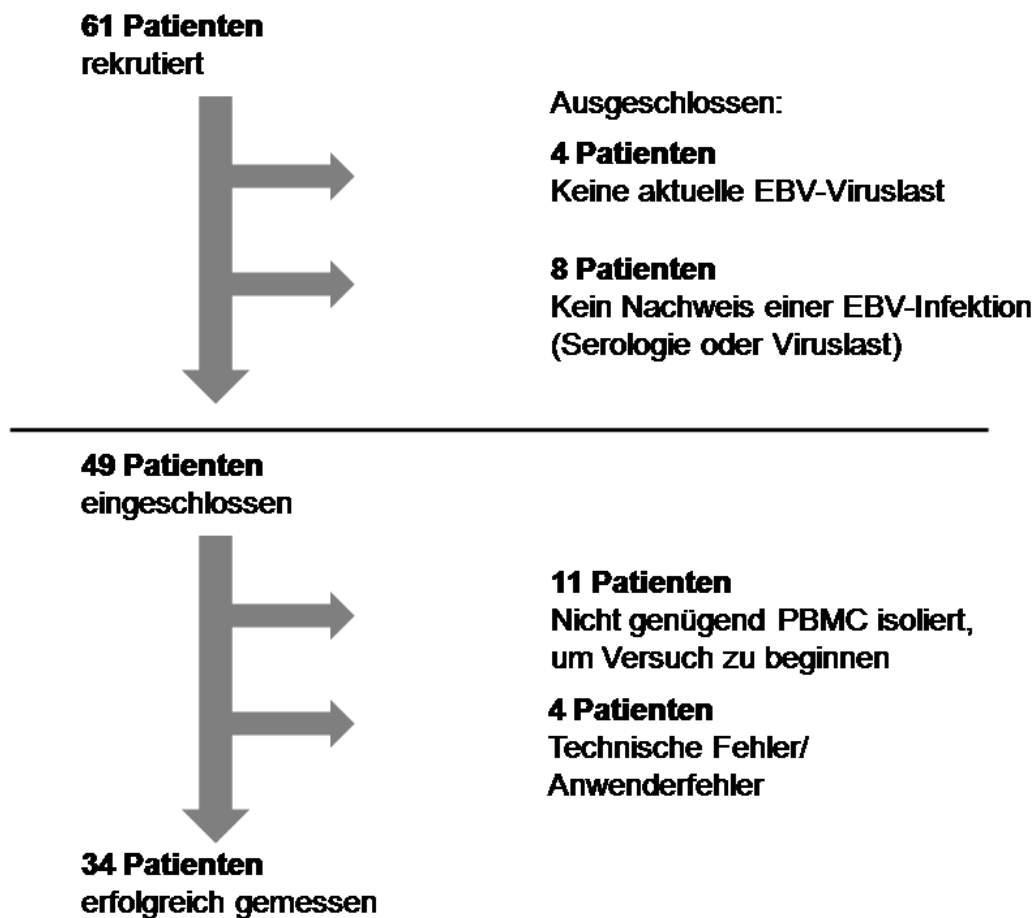 61 Patienten
rekrutiert
Ausgeschlossen:
4 Patienten
Keine aktuelle EBV-Viruslast
8 Patienten
Kein Nachweis einer EBV-Infektion
(Serologie oder Viruslast)
49 Patienten
eingeschlossen
11 Patienten
Nicht genügend PBMC isoliert,
um Versuch zu beginnen
4 Patienten
Technische Fehler/
Anwenderfehler
34 Patienten
erfolgreich gemessen